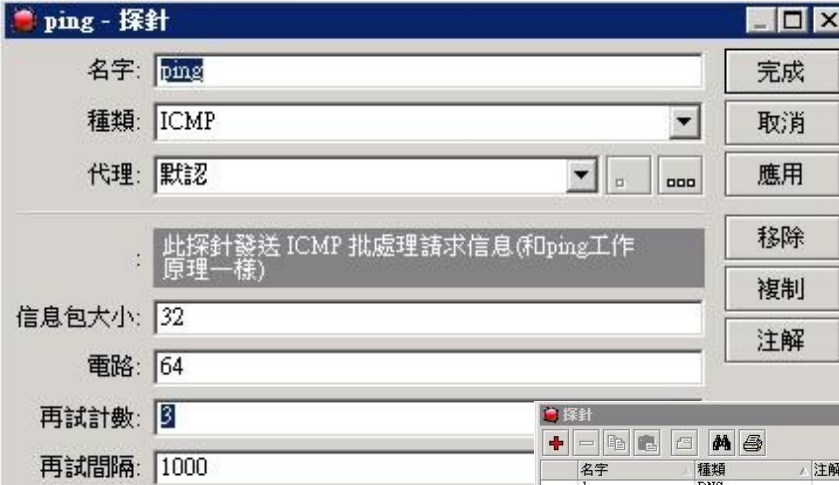 ping - 探針
名字: ping
完成
種類: ICMP
取消
代理: 默認
應用
: 此探針發送 ICMP 批處理請求信息(和ping工作
原理一樣)
移除
複制
信息包大小: 32
注解
電路: 64
再試計數: 3
探針
再試間隔: 1000
名字 種類 注解